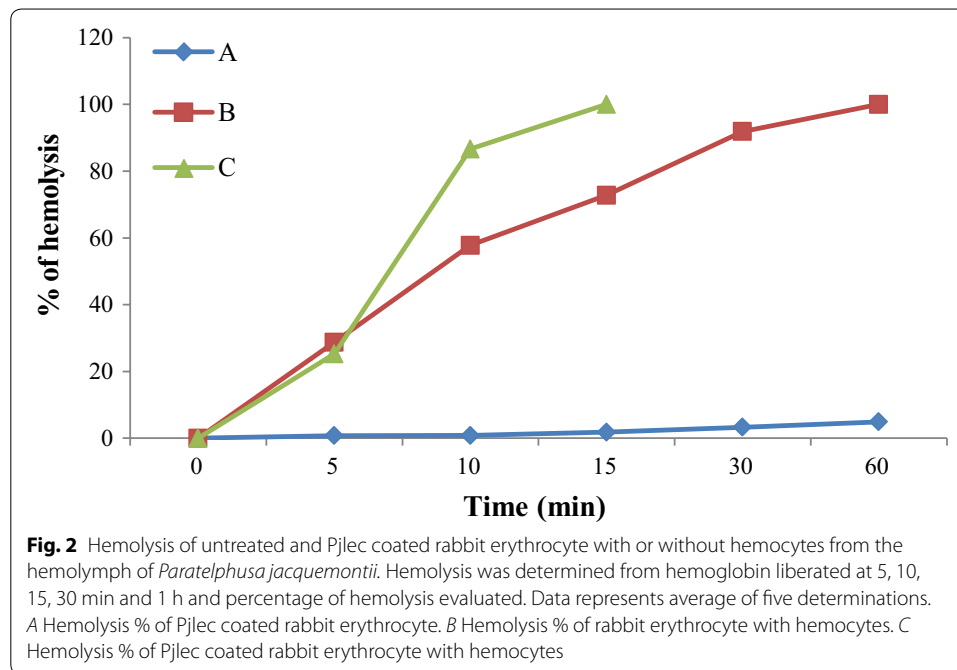 120
100
80
60
40
20
0
% of hemolysis
A
B
C
0 5 10 15 30 60
Time (min)
Fig. 2 Hemolysis of untreated and Pjlec coated rabbit erythrocyte with or without hemocytes from the
hemolymph of Paratelphusa jacquemontii. Hemolysis was determined from hemoglobin liberated at 5, 10,
15, 30 min and 1 h and percentage of hemolysis evaluated. Data represents average of five determinations.
A Hemolysis % of Pjlec coated rabbit erythrocyte. B Hemolysis % of rabbit erythrocyte with hemocytes. C
Hemolysis % of Pjlec coated rabbit erythrocyte with hemocytes